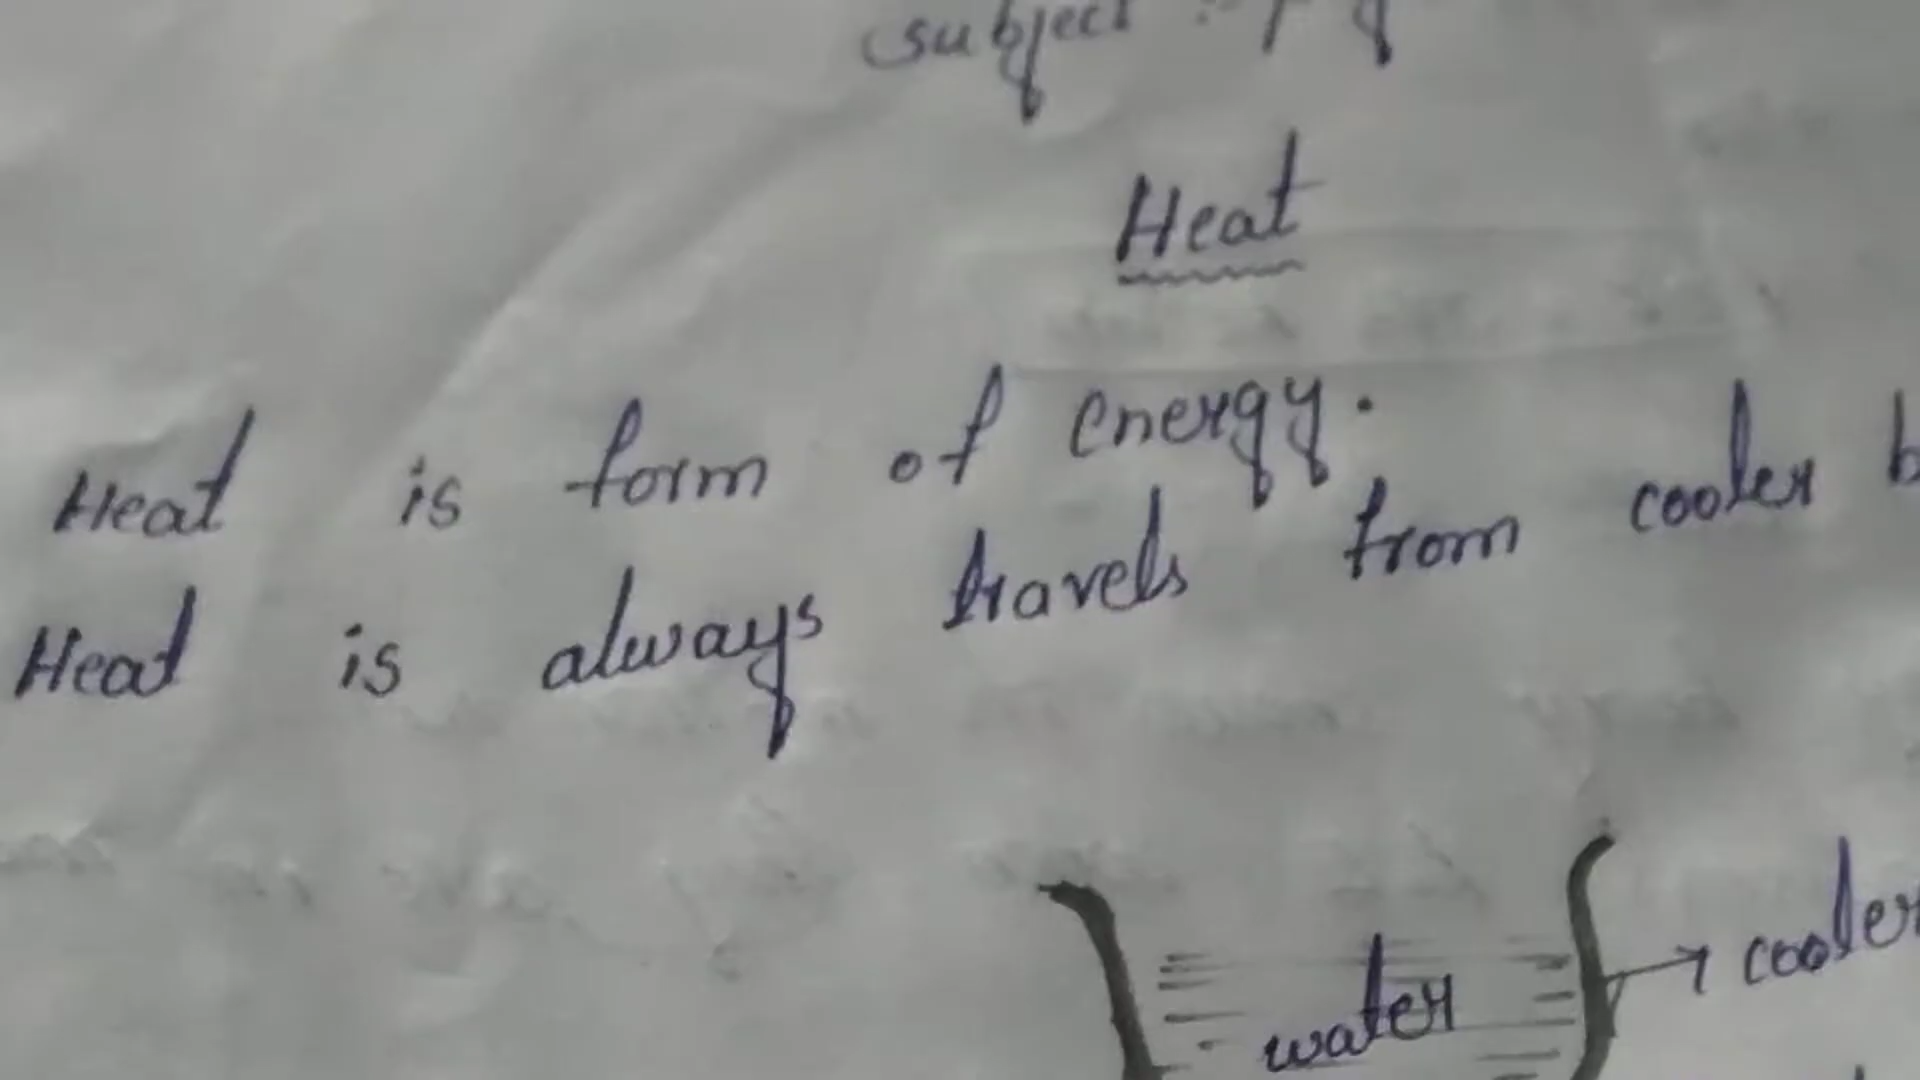 subject :-
Heat
Heat is form of energy.
Heat is always travels from cooler
water
cooler